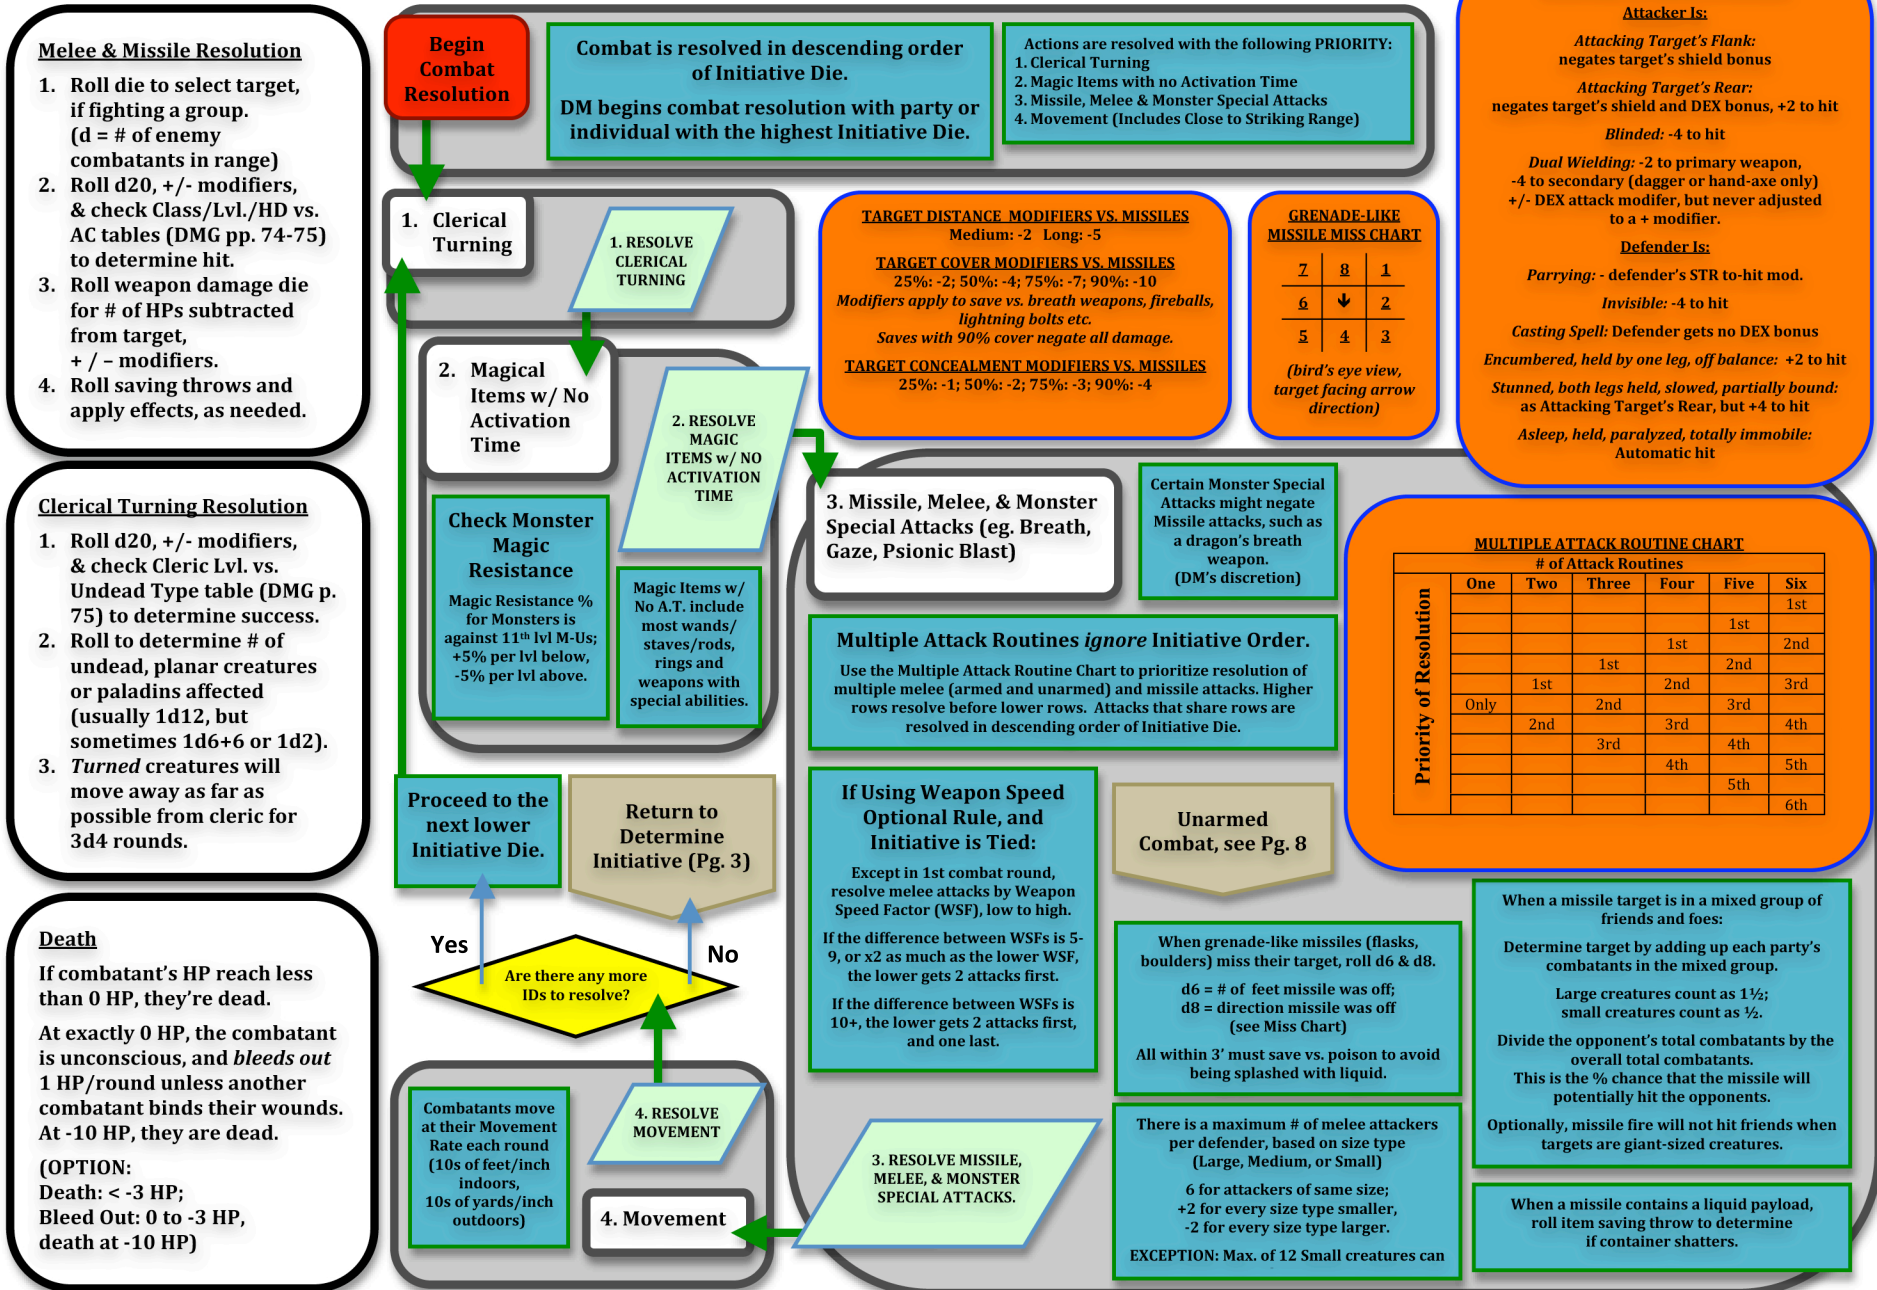 Melee & Missile Resolution
1. Roll die to select target,
if fighting a group.
(d = # of enemy
combatants in range)
2. Roll d20, +/- modifiers,
& check Class/Lvl./HD vs.
AC tables (DMG pp. 74-75)
to determine hit.
3. Roll weapon damage die
for # of HPs subtracted
from target,
+ / – modifiers.
4. Roll saving throws and
apply effects, as needed.
Clerical Turning Resolution
1. Roll d20, +/- modifiers,
& check Cleric Lvl. vs.
Undead Type table (DMG p.
75) to determine success.
2. Roll to determine # of
undead, planar creatures
or paladins affected
(usually 1d12, but
sometimes 1d6+6 or 1d2).
3. Turned creatures will
move away as far as
possible from cleric for
3d4 rounds.
Death
If combatant's HP reach less
than 0 HP, they're dead.
At exactly 0 HP, the combatant
is unconscious, and bleeds out
1 HP/round unless another
combatant binds their wounds.
At -10 HP, they are dead.
(OPTION:
Death: < -3 HP;
Bleed Out: 0 to -3 HP,
death at -10 HP)
Begin
Combat
Resolution
Combat is resolved in descending order
of Initiative Die.
DM begins combat resolution with party or
individual with the highest Initiative Die.
Actions are resolved with the following PRIORITY:
1. Clerical Turning
2. Magic Items with no Activation Time
3. Missile, Melee & Monster Special Attacks
4. Movement (Includes Close to Striking Range)
1. Clerical
Turning
1. RESOLVE
CLERICAL
TURNING
2. Magical
Items w/ No
Activation
Time
2. RESOLVE
MAGIC
ITEMS w/ NO
ACTIVATION
TIME
Check Monster
Magic
Resistance
Magic Resistance %
for Monsters is
against 11th lvl M-Us;
+5% per lvl below,
-5% per lvl above.
Magic Items w/
No A.T. include
most wands/
staves/rods,
rings and
weapons with
special abilities.
TARGET DISTANCE MODIFIERS VS. MISSILES
Medium: -2 Long: -5
TARGET COVER MODIFIERS VS. MISSILES
25%: -2; 50%: -4; 75%: -7; 90%: -10
Modifiers apply to save vs. breath weapons, fireballs,
lightning bolts etc.
Saves with 90% cover negate all damage.
TARGET CONCEALMENT MODIFIERS VS. MISSILES
25%: -1; 50%: -2; 75%: -3; 90%: -4
GRENADE-LIKE
MISSILE MISS CHART
7 8 1
6 🡻 2
5 4 3
(bird's eye view,
target facing arrow
direction)
Attacker Is:
Attacking Target's Flank:
negates target's shield bonus
Attacking Target's Rear:
negates target's shield and DEX bonus, +2 to hit
Blinded: -4 to hit
Dual Wielding: -2 to primary weapon,
-4 to secondary (dagger or hand-axe only)
+/- DEX attack modifer, but never adjusted
to a + modifier.
Defender Is:
Parrying: - defender's STR to-hit mod.
Invisible: -4 to hit
Casting Spell: Defender gets no DEX bonus
Encumbered, held by one leg, off balance: +2 to hit
Stunned, both legs held, slowed, partially bound:
as Attacking Target's Rear, but +4 to hit
Asleep, held, paralyzed, totally immobile:
Automatic hit
3. Missile, Melee, & Monster
Special Attacks (eg. Breath,
Gaze, Psionic Blast)
Certain Monster Special
Attacks might negate
Missile attacks, such as
a dragon's breath
weapon.
(DM's discretion)
Multiple Attack Routines ignore Initiative Order.
Use the Multiple Attack Routine Chart to prioritize resolution of
multiple melee (armed and unarmed) and missile attacks. Higher
rows resolve before lower rows. Attacks that share rows are
resolved in descending order of Initiative Die.
MULTIPLE ATTACK ROUTINE CHART
# of Attack Routines
Priority of Resolution
One Two Three Four Five Six
1st
1st
1st 2nd
1st 2nd
1st 2nd 3rd
Only 2nd 3rd
2nd 3rd 4th
3rd 4th
4th 5th
5th
6th
Proceed to the
next lower
Initiative Die.
Return to
Determine
Initiative (Pg. 3)
Yes
No
Are there any more
IDs to resolve?
If Using Weapon Speed
Optional Rule, and
Initiative is Tied:
Except in 1st combat round,
resolve melee attacks by Weapon
Speed Factor (WSF), low to high.
If the difference between WSFs is 5-
9, or x2 as much as the lower WSF,
the lower gets 2 attacks first.
If the difference between WSFs is
10+, the lower gets 2 attacks first,
and one last.
Unarmed
Combat, see Pg. 8
When grenade-like missiles (flasks,
boulders) miss their target, roll d6 & d8.
d6 = # of feet missile was off;
d8 = direction missile was off
(see Miss Chart)
All within 3' must save vs. poison to avoid
being splashed with liquid.
When a missile target is in a mixed group of
friends and foes:
Determine target by adding up each party's
combatants in the mixed group.
Large creatures count as 1½;
small creatures count as ½.
Divide the opponent's total combatants by the
overall total combatants.
This is the % chance that the missile will
potentially hit the opponents.
Optionally, missile fire will not hit friends when
targets are giant-sized creatures.
Combatants move
at their Movement
Rate each round
(10s of feet/inch
indoors,
10s of yards/inch
outdoors)
4. RESOLVE
MOVEMENT
4. Movement
3. RESOLVE MISSILE,
MELEE, & MONSTER
SPECIAL ATTACKS.
There is a maximum # of melee attackers
per defender, based on size type
(Large, Medium, or Small)
6 for attackers of same size;
+2 for every size type smaller,
-2 for every size type larger.
EXCEPTION: Max. of 12 Small creatures can
When a missile contains a liquid payload,
roll item saving throw to determine
if container shatters.